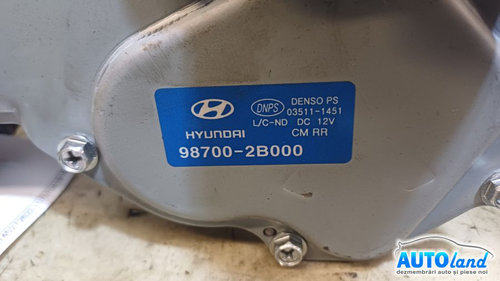 DNPS DENSO PS
03511-1451
L/C-ND DC 12V
HYUNDAI CM RR
98700-2B000
AUTOland
dezmembrări auto și piese noi